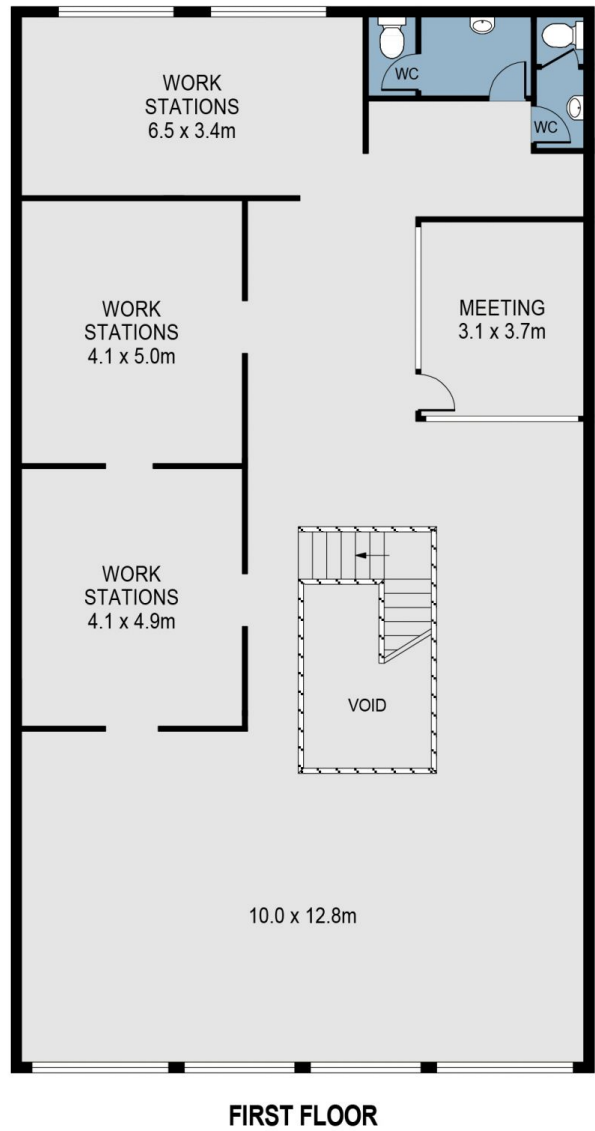 WORK
STATIONS
6.5 x 3.4m
WC
WC
WORK
STATIONS
4.1 x 5.0m
MEETING
3.1 x 3.7m
WORK
STATIONS
4.1 x 4.9m
VOID
10.0 x 12.8m
FIRST FLOOR